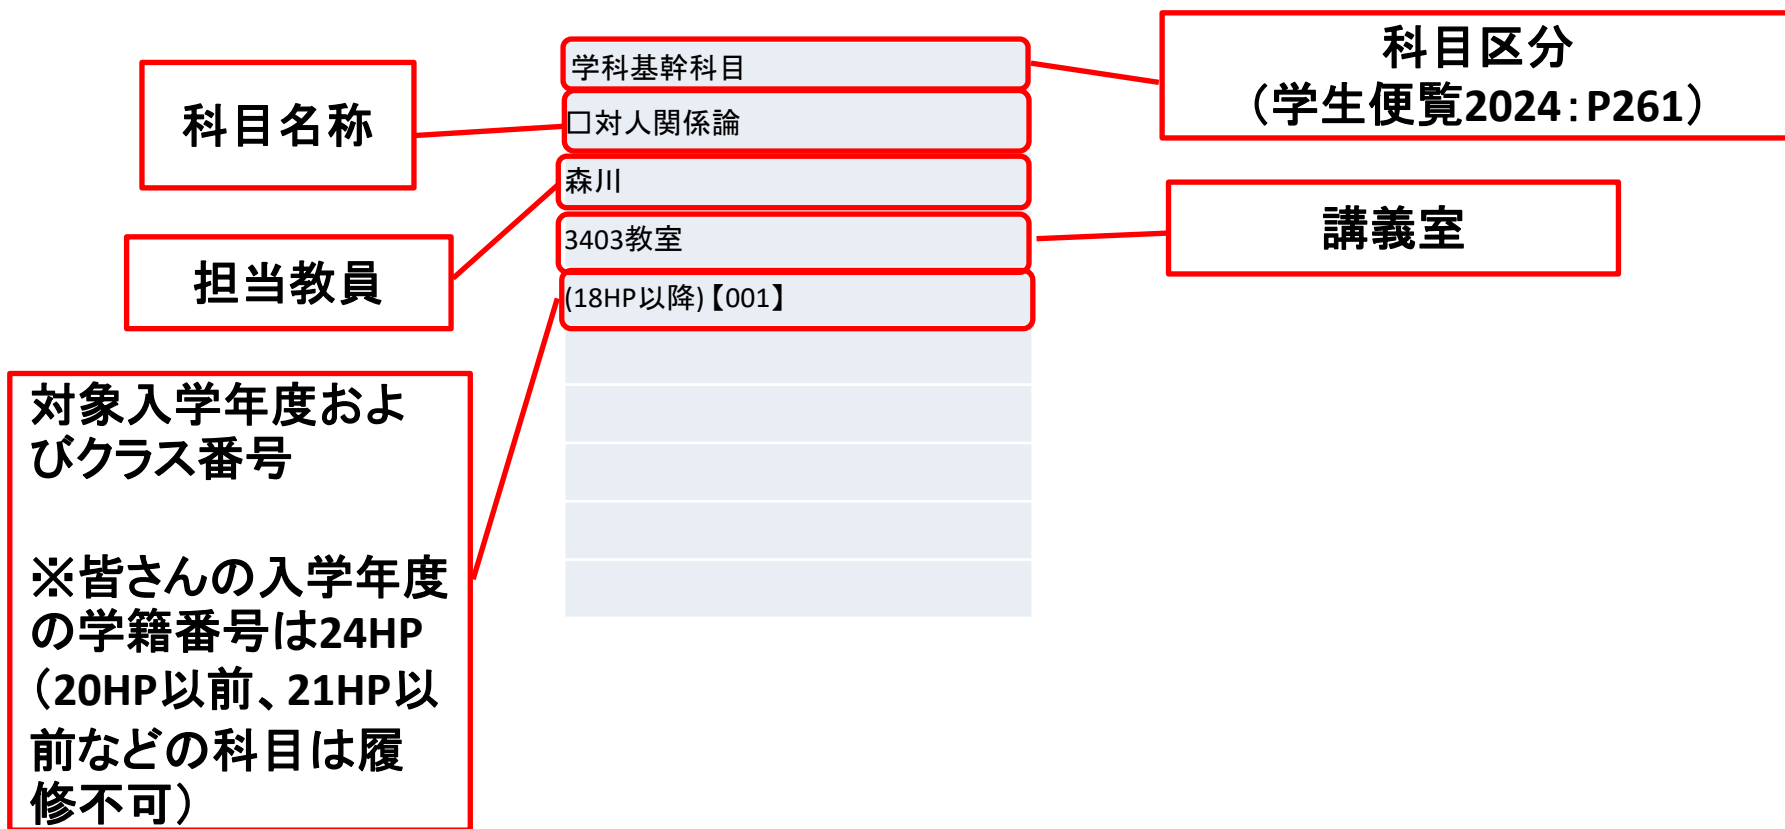 科目区分
（学生便覧2024：P261）
学科基幹科目
科目名称
□対人関係論
森川
3403教室
講義室
担当教員
(18HP以降)【001】
対象入学年度およ
びクラス番号
※皆さんの入学年度
の学籍番号は24HP
（20HP以前、21HP以
前などの科目は履
修不可）